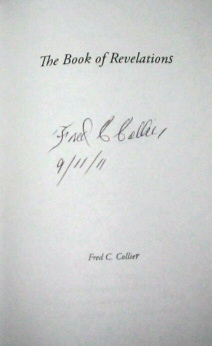 The Book of Revelations
Fred C Collier
9/11/11
Fred C. Collier